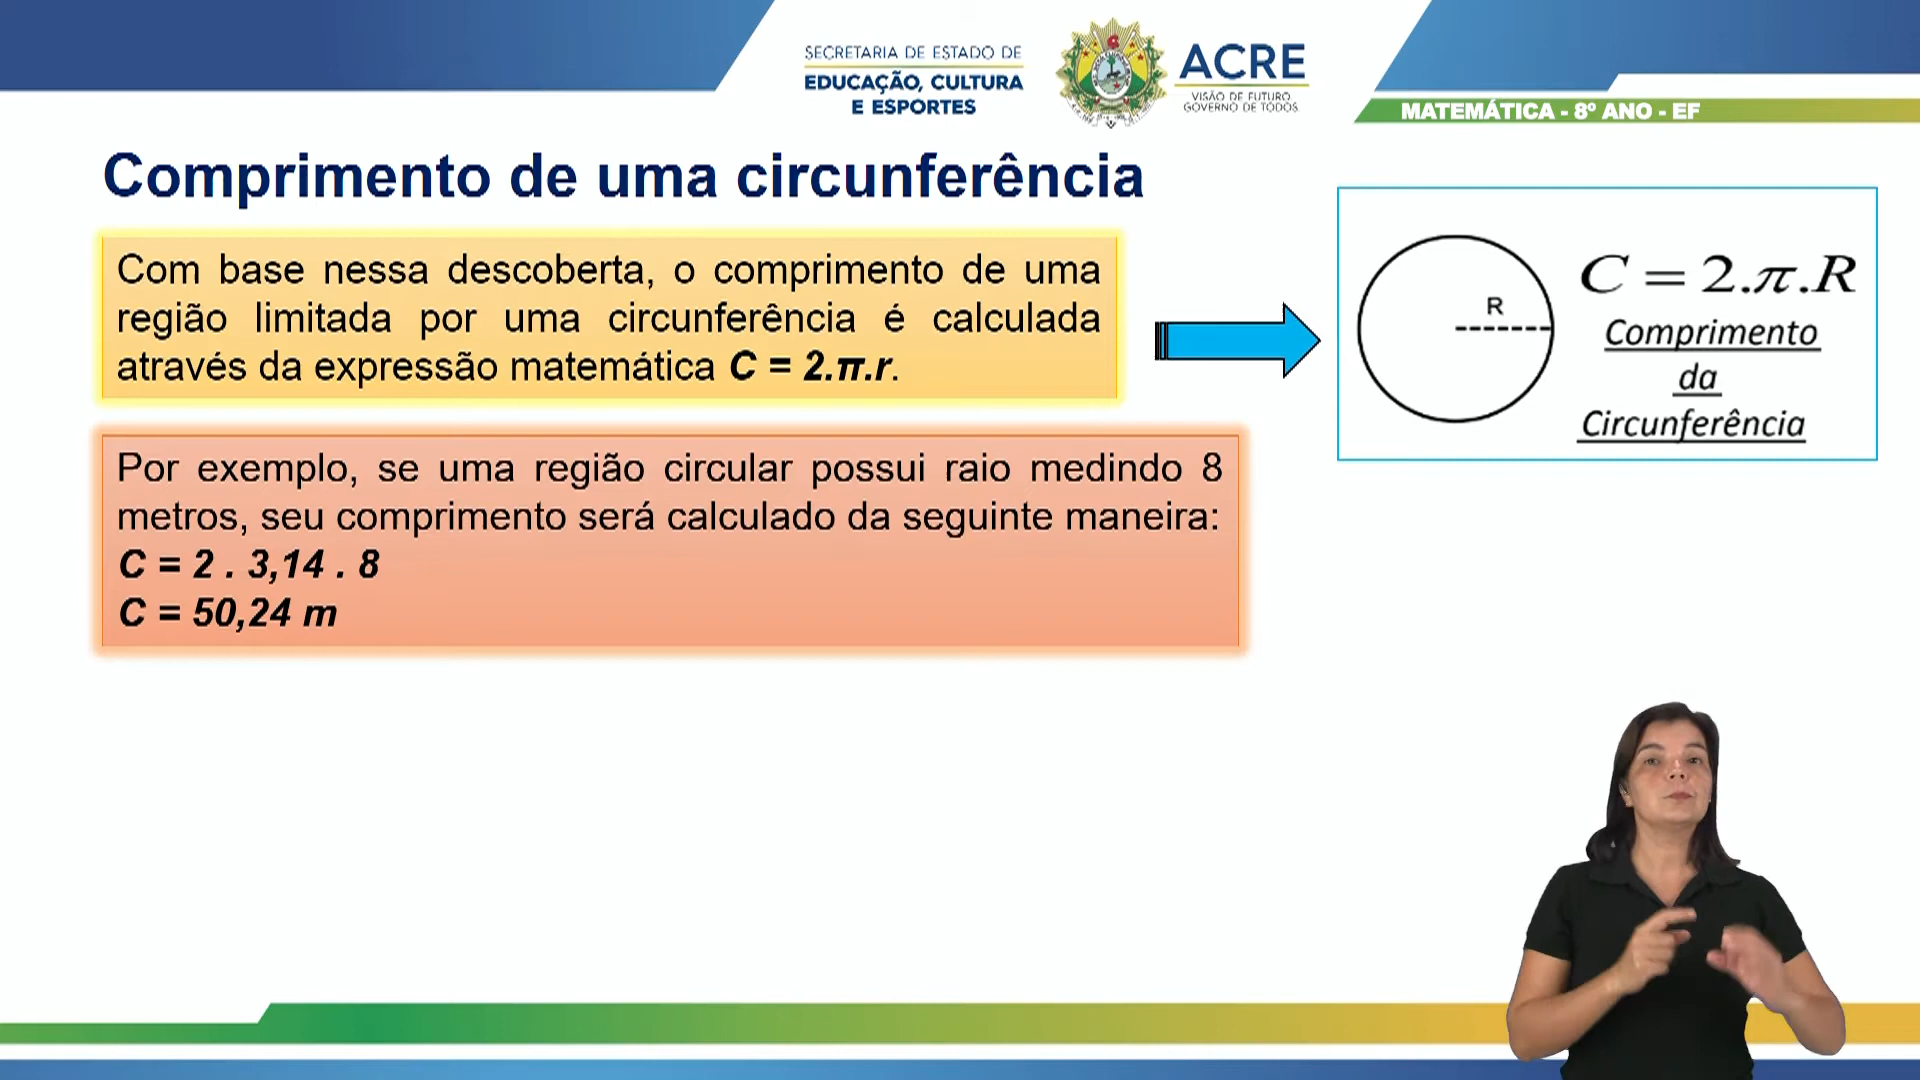 SECRETARIA DE ESTADO DE
EDUCAÇÃO, CULTURA
E ESPORTES
ACRE
VISÃO DE FUTURO
GOVERNO DE TODOS
MATEMÁTICA - 8º ANO - EF
Comprimento de uma circunferência
Com base nessa descoberta, o comprimento de uma
região limitada por uma circunferência é calculada
através da expressão matemática C = 2.π.r.
R
C = 2.π.R
Comprimento
da
Circunferência
Por exemplo, se uma região circular possui raio medindo 8
metros, seu comprimento será calculado da seguinte maneira:
C = 2 . 3,14 . 8
C = 50,24 m